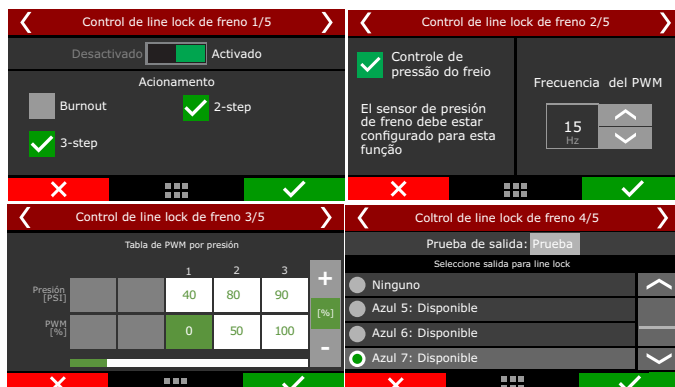 Control de line lock de freno 1/5
Desactivado Activado
Acionamento
Burnout
2-step
3-step
Control de line lock de freno 2/5
Controle de
pressão do freio
El sensor de presión
de freno debe estar
configurado para esta
função
Frecuencia del PWM
15
Hz
Control de line lock de freno 3/5
Tabla de PWM por presión
1 2 3
Presión
[PSI]
40 80 90
PWM
[%]
0 50 100
+
[%]
-
Coltrol de line lock de freno 4/5
Prueba de salida: Prueba
Seleccione salida para line lock
Ninguno
Azul 5: Disponible
Azul 6: Disponible
Azul 7: Disponible